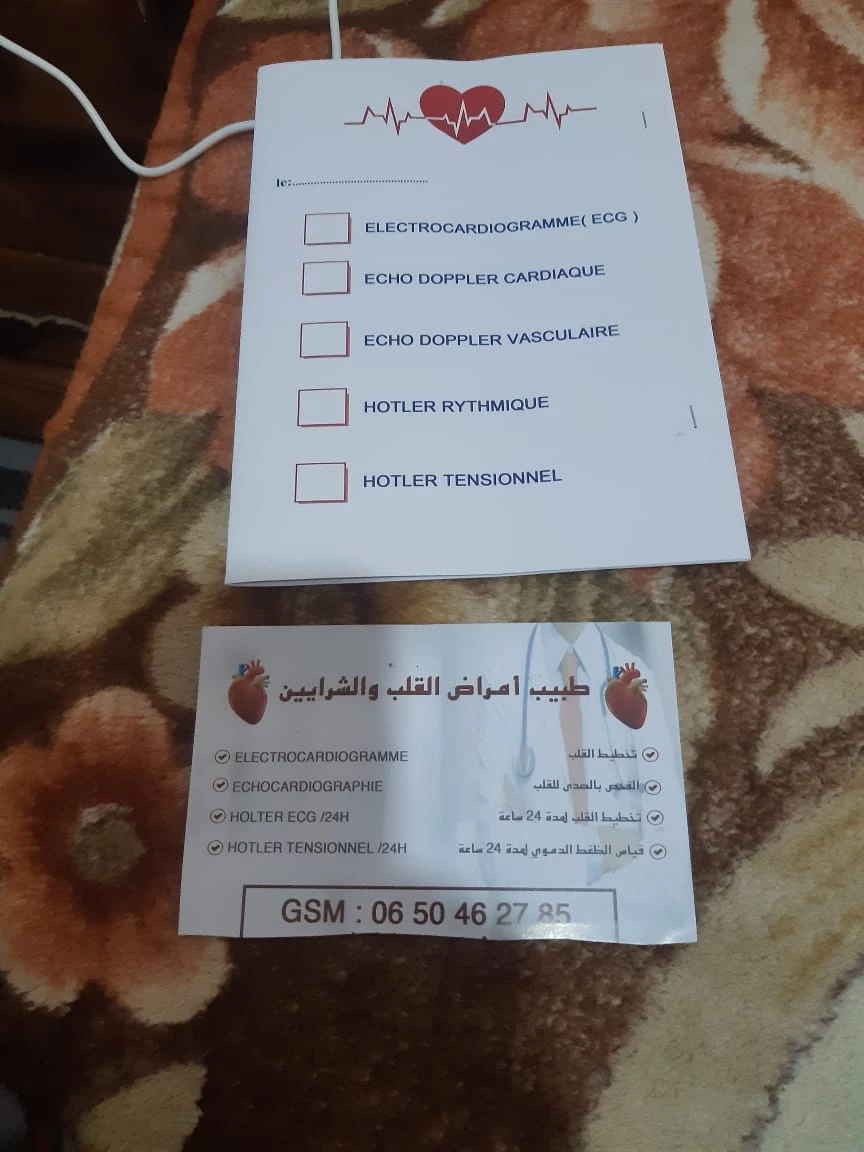 le:.............................................
ELECTROCARDIOGRAMME( ECG )
ECHO DOPPLER CARDIAQUE
ECHO DOPPLER VASCULAIRE
HOTLER RYTHMIQUE
HOTLER TENSIONNEL
طبيب أمراض القلب والشرايين
ELECTROCARDIOGRAMME
تخطيط القلب
ECHOCARDIOGRAPHIE
الفحص بالصدى للقلب
HOLTER ECG /24H
تخطيط القلب لمدة 24 ساعة
HOTLER TENSIONNEL /24H
قياس الظغط الدموي لمدة 24 ساعة
GSM : 06 50 46 27 85